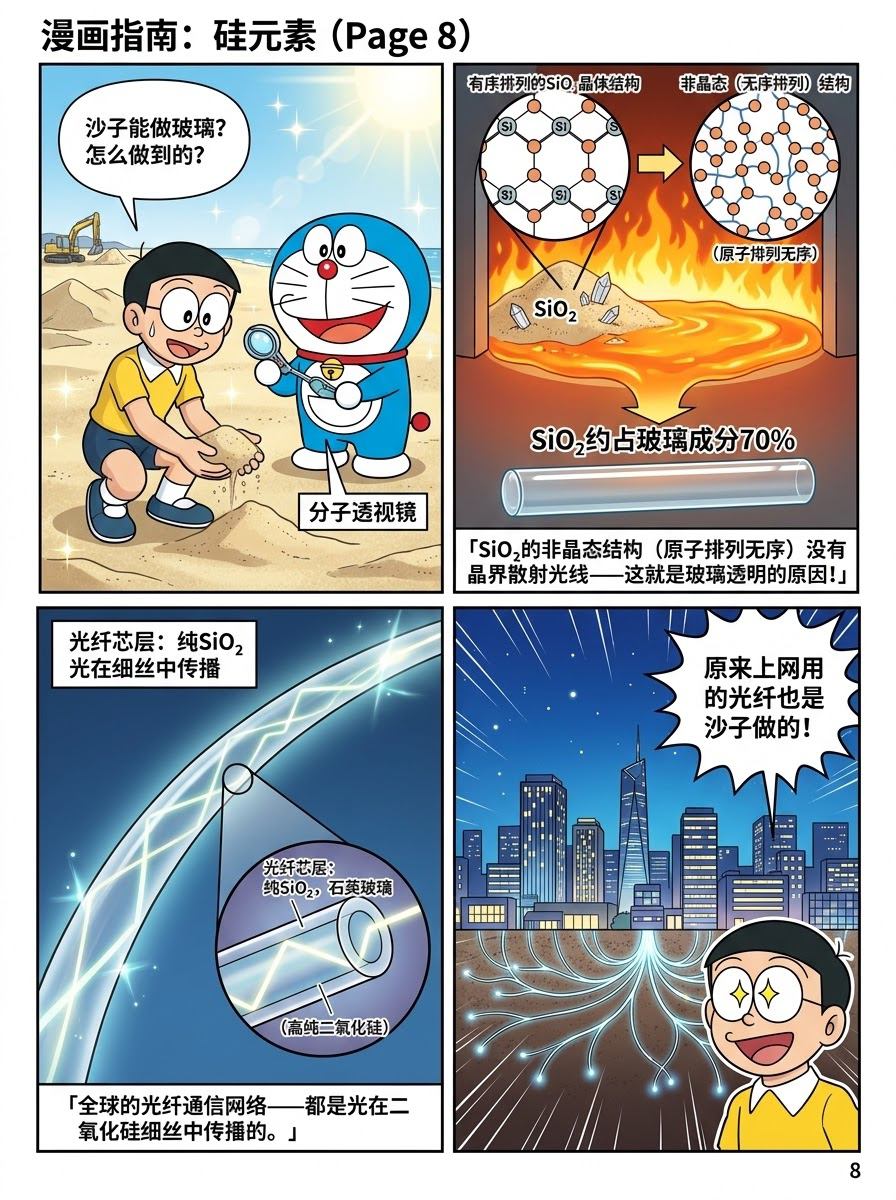 漫画指南：硅元素（Page 8）
沙子能做玻璃？
怎么做到的？
分子透视镜
有序排列的SiO₂晶体结构
非晶态（无序排列）结构
Si Si Si
Si Si Si
（原子排列无序）
SiO₂
SiO₂约占玻璃成分70%
「SiO₂的非晶态结构（原子排列无序）没有
晶界散射光线——这就是玻璃透明的原因！」
光纤芯层：纯SiO₂
光在细丝中传播
光纤芯层：
纯SiO₂，石英玻璃
（高纯二氧化硅）
「全球的光纤通信网络——都是光在二
氧化硅细丝中传播的。」
原来上网用
的光纤也是
沙子做的！
8